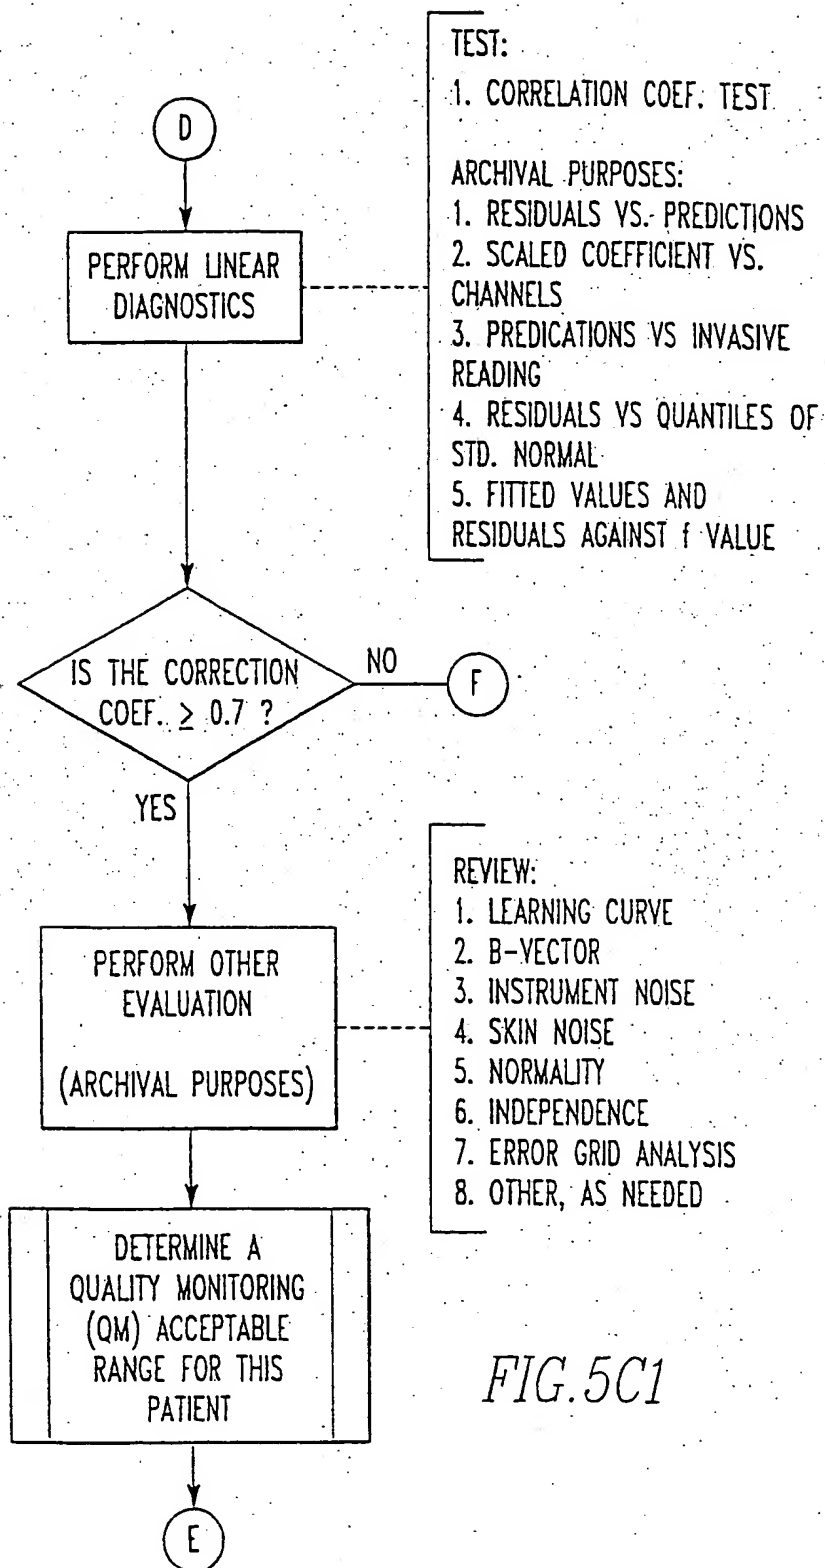 D
PERFORM LINEAR
DIAGNOSTICS
TEST:
1. CORRELATION COEF. TEST
ARCHIVAL PURPOSES:
1. RESIDUALS VS. PREDICTIONS
2. SCALED COEFFICIENT VS.
CHANNELS
3. PREDICATIONS VS INVASIVE
READING
4. RESIDUALS VS QUANTILES OF
STD. NORMAL
5. FITTED VALUES AND
RESIDUALS AGAINST f VALUE
IS THE CORRECTION
COEF. ≥ 0.7 ?
NO
F
YES
PERFORM OTHER
EVALUATION
(ARCHIVAL PURPOSES)
REVIEW:
1. LEARNING CURVE
2. B-VECTOR
3. INSTRUMENT NOISE
4. SKIN NOISE
5. NORMALITY
6. INDEPENDENCE
7. ERROR GRID ANALYSIS
8. OTHER, AS NEEDED
DETERMINE A
QUALITY MONITORING
(QM) ACCEPTABLE
RANGE FOR THIS
PATIENT
E
FIG.5C1